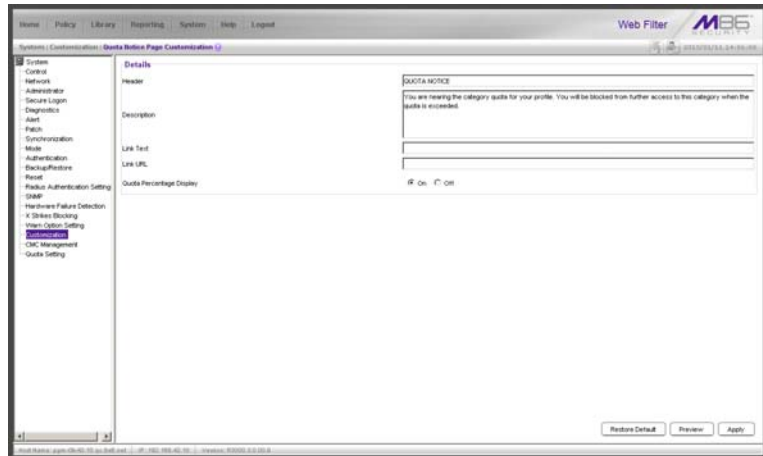 Home Policy Library Reporting System Help Logout
Web Filter
M86 SECURITY
System | Customization | Quota Notice Page Customization
System
Control
Network
Administrator
Secure Logon
Diagnostics
Alert
Patch
Synchronization
Mode
Authentication
Backup/Restore
Reset
Radius Authentication Setting
SNMP
Hardware Failure Detection
X Strikes Blocking
Warn Option Setting
Customization
CMC Management
Quota Setting
Details
Header
QUOTA NOTICE
Description
You are nearing the category quota for your profile. You will be blocked from further access to this category when the
quota is exceeded.
Link Text
Link URL
Quota Percentage Display
On Off
Restore Default Preview Apply
Host Name: